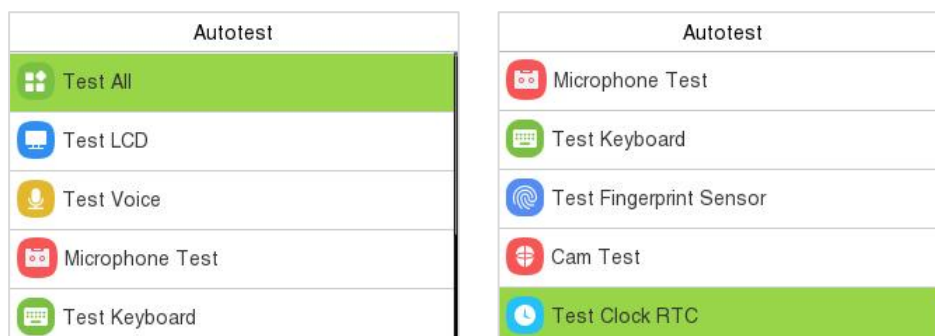 Autotest
Test All
Test LCD
Test Voice
Microphone Test
Test Keyboard
Autotest
Microphone Test
Test Keyboard
Test Fingerprint Sensor
Cam Test
Test Clock RTC